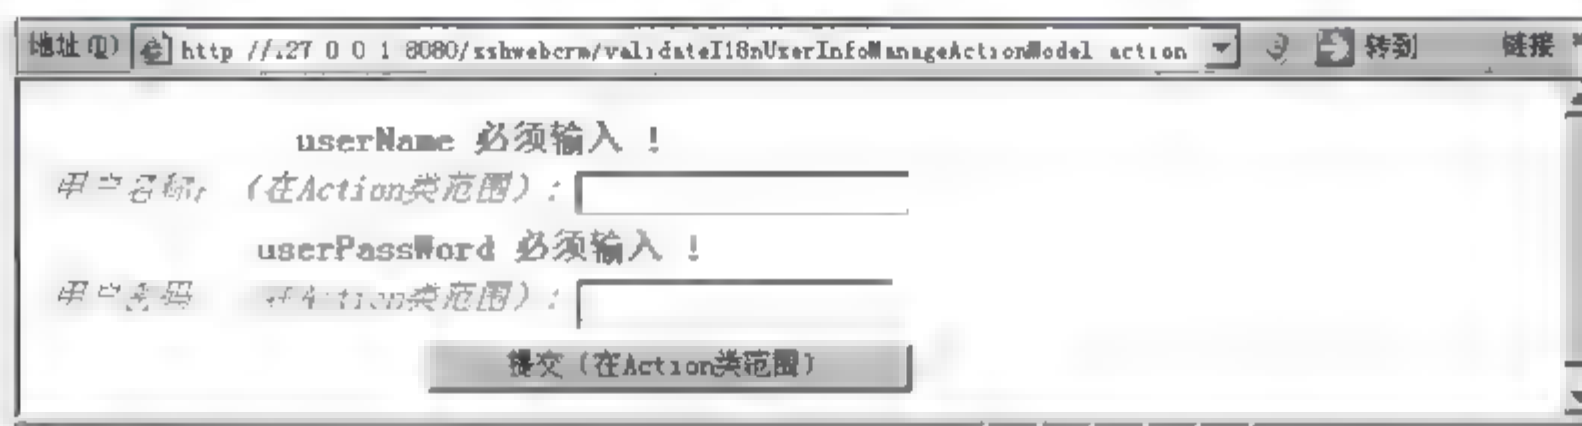 地址(D) http://127.0.0.1:8080/sshwebcrm/validateI18nUserInfoManageActionModel.action 转到 链接 »
userName 必须输入 !
用户名称: (在Action类范围):
userPassWord 必须输入 !
用户密码 (在Action类范围):
提交(在Action类范围)